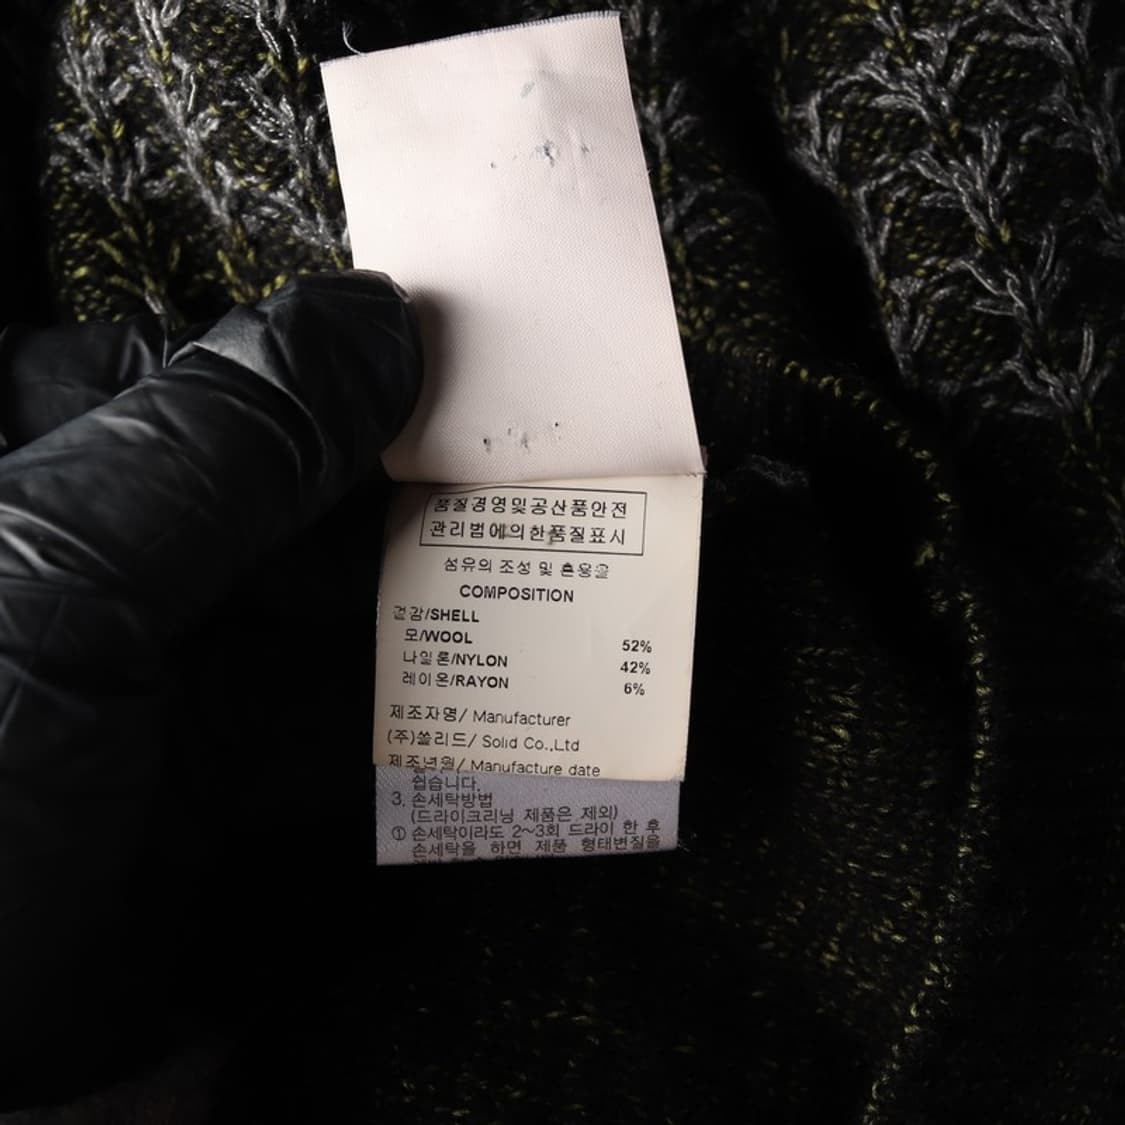 품질경영및공산품안전
관리법에의한품질표시
섬유의 조성 및 혼용율
COMPOSITION
겉감/SHELL
모/WOOL 52%
나일론/NYLON 42%
레이온/RAYON 6%
제조자명/ Manufacturer
(주)쏠리드/ Solid Co.,Ltd
제조년월/ Manufacture date
쉽습니다.
3. 손세탁방법
(드라이크리닝 제품은 제외)
① 손세탁이라도 2~3회 드라이 한 후
손세탁을 하면 제품 형태변질을